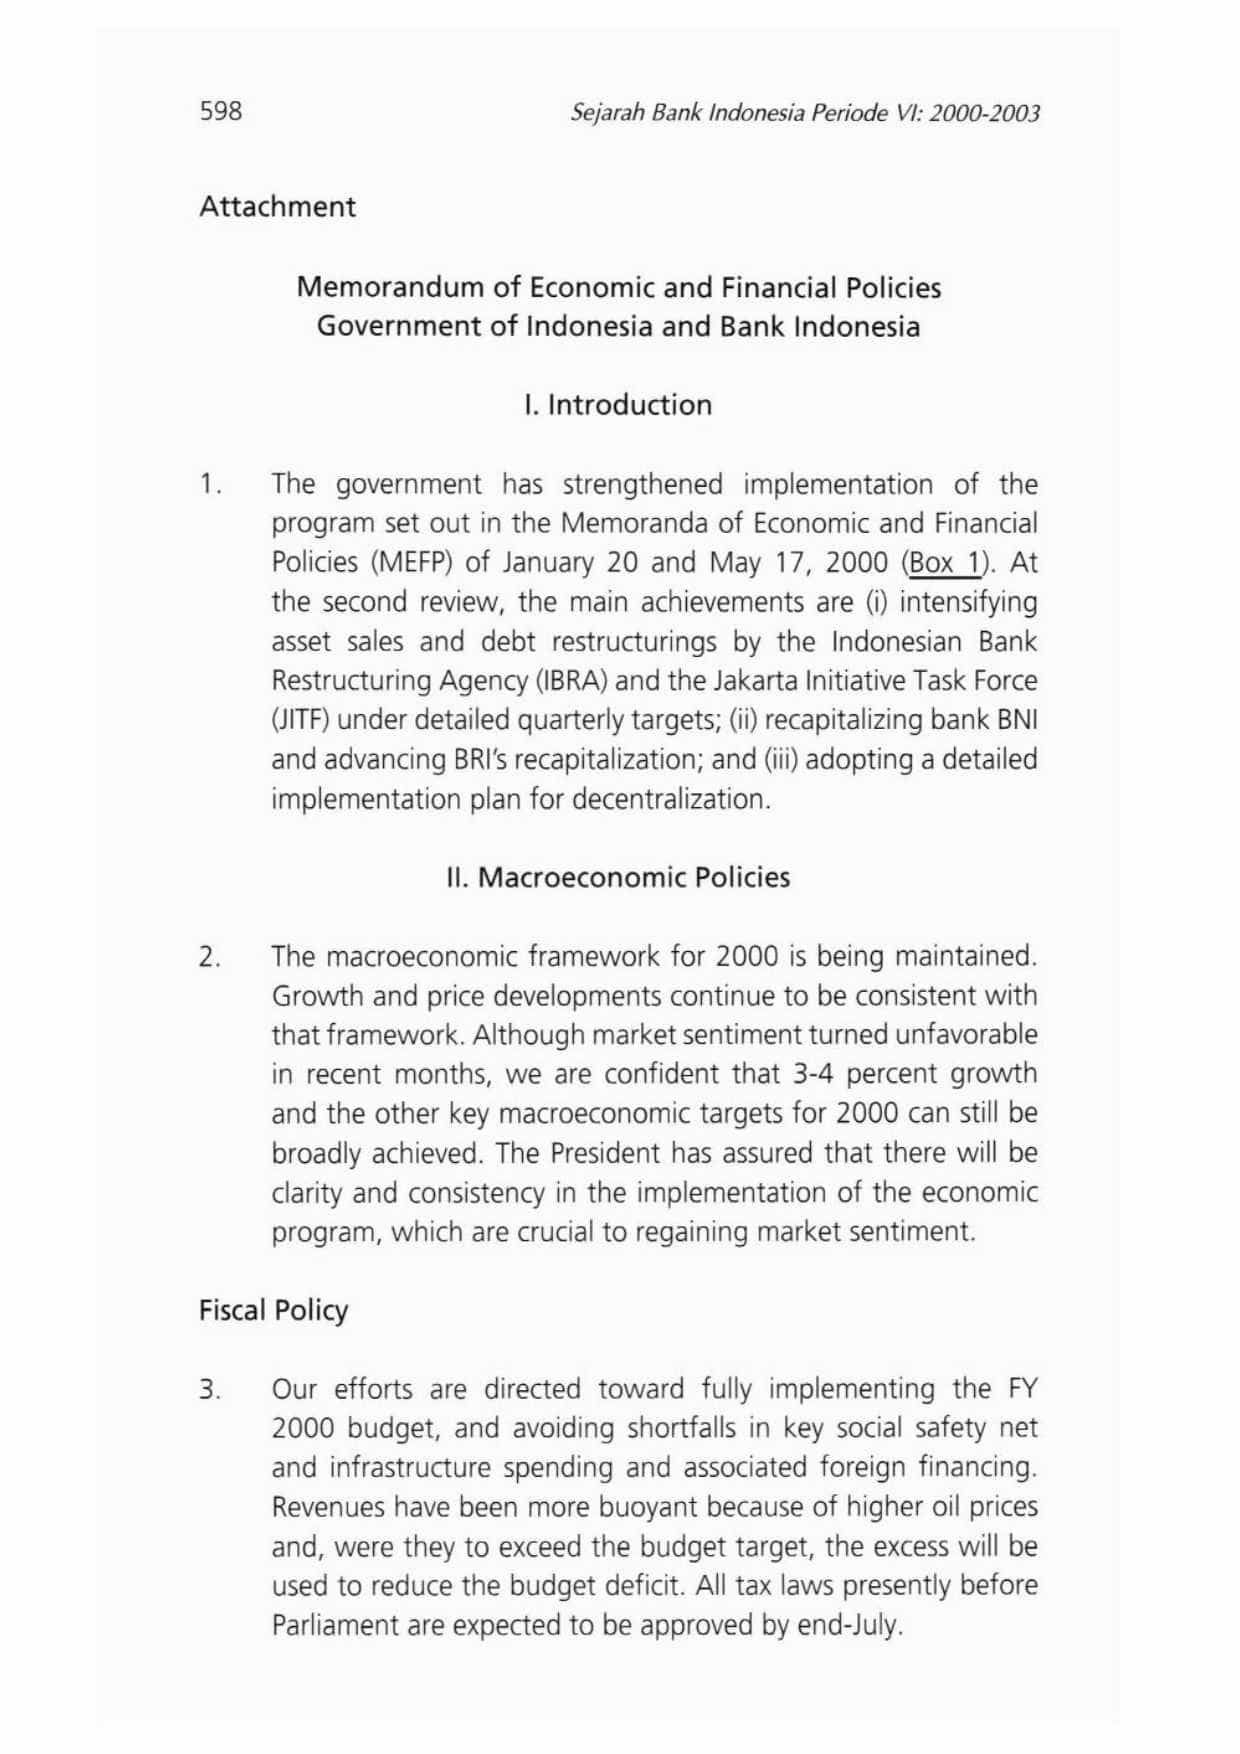 598
Sejarah Bank Indonesia Periode VI: 2000-2003
Attachment
Memorandum of Economic and Financial Policies
Government of Indonesia and Bank Indonesia
I. Introduction
1. The government has strengthened implementation of the
program set out in the Memoranda of Economic and Financial
Policies (MEFP) of January 20 and May 17, 2000 (Box 1). At
the second review, the main achievements are (i) intensifying
asset sales and debt restructurings by the Indonesian Bank
Restructuring Agency (IBRA) and the Jakarta Initiative Task Force
(JITF) under detailed quarterly targets; (ii) recapitalizing bank BNI
and advancing BRI's recapitalization; and (iii) adopting a detailed
implementation plan for decentralization.
II. Macroeconomic Policies
2. The macroeconomic framework for 2000 is being maintained.
Growth and price developments continue to be consistent with
that framework. Although market sentiment turned unfavorable
in recent months, we are confident that 3-4 percent growth
and the other key macroeconomic targets for 2000 can still be
broadly achieved. The President has assured that there will be
clarity and consistency in the implementation of the economic
program, which are crucial to regaining market sentiment.
Fiscal Policy
3. Our efforts are directed toward fully implementing the FY
2000 budget, and avoiding shortfalls in key social safety net
and infrastructure spending and associated foreign financing.
Revenues have been more buoyant because of higher oil prices
and, were they to exceed the budget target, the excess will be
used to reduce the budget deficit. All tax laws presently before
Parliament are expected to be approved by end-July.